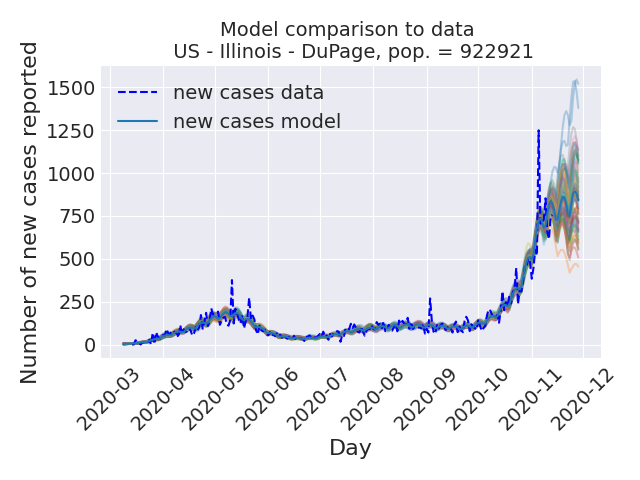 Model comparison to data
US - Illinois - DuPage, pop. = 922921
Number of new cases reported
1500
1250
1000
750
500
250
0
new cases data
new cases model
2020-03
2020-04
2020-05
2020-06
2020-07
2020-08
2020-09
2020-10
2020-11
2020-12
Day